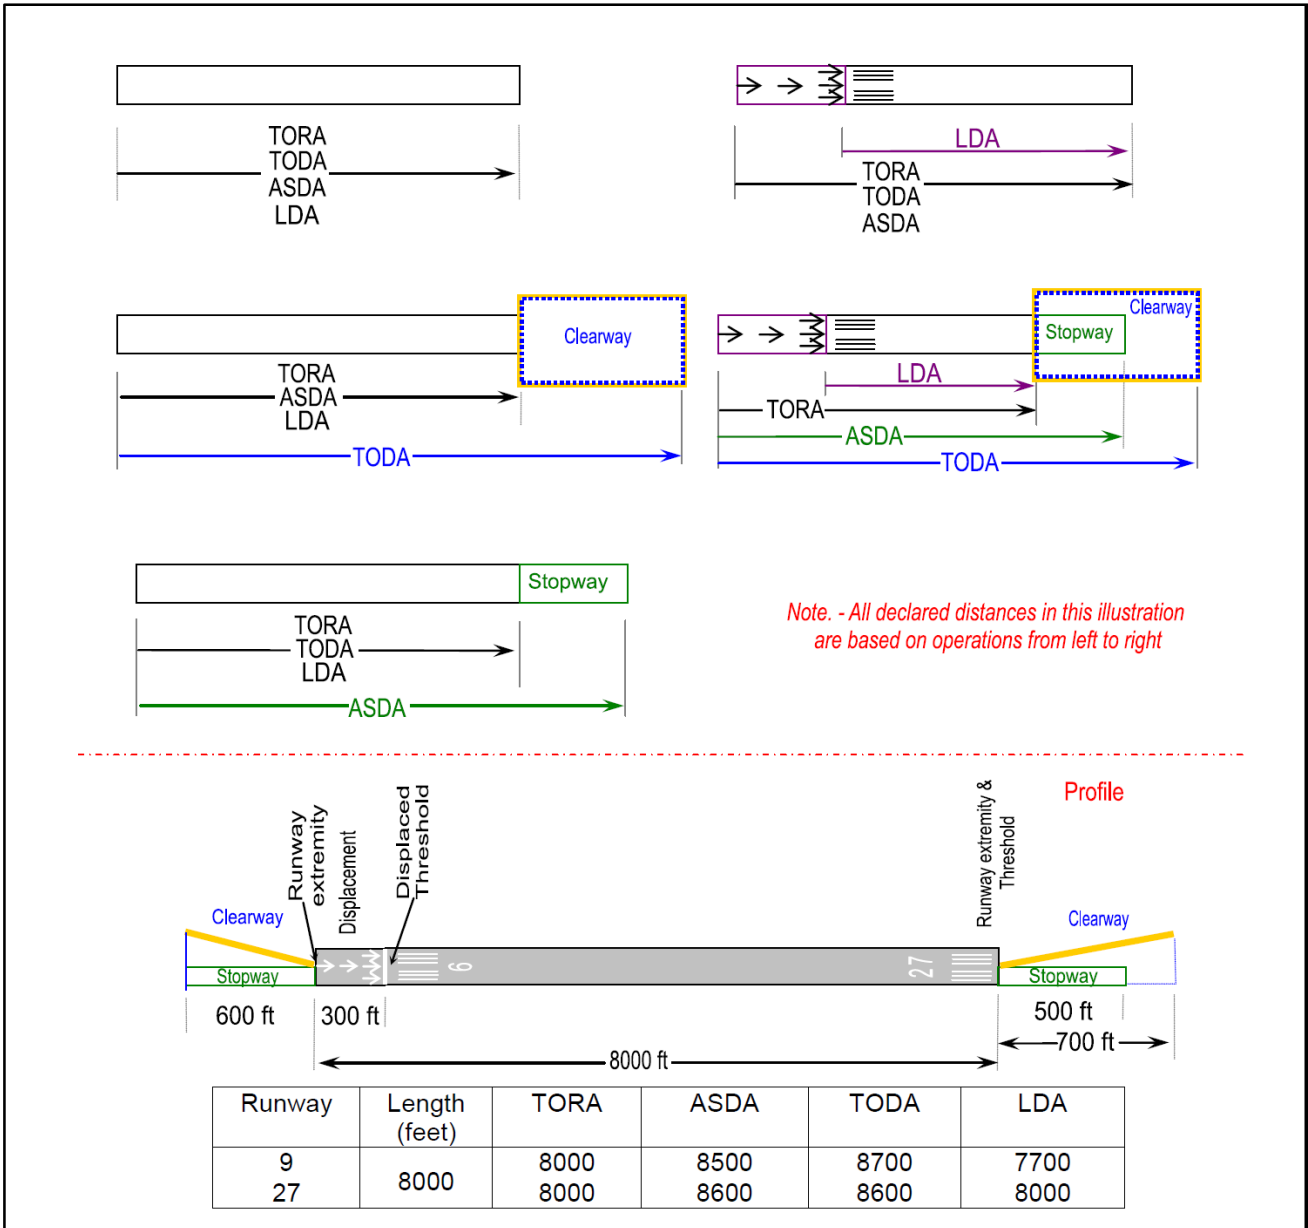 TORA
TODA
ASDA
LDA
LDA
TORA
TODA
ASDA
Clearway
TORA
ASDA
LDA
TODA
Clearway
Stopway
LDA
TORA
ASDA
TODA
Stopway
TORA
TODA
LDA
ASDA
Note. - All declared distances in this illustration
are based on operations from left to right
Profile
Runway
extremity
Displacement
Displaced
Threshold
Runway extremity &
Threshold
Clearway
Clearway
Stopway
9
27
Stopway
600 ft
300 ft
500 ft
700 ft
8000 ft
Runway Length (feet) TORA ASDA TODA LDA
9 8000 8000 8500 8700 7700
27 8000 8600 8600 8000